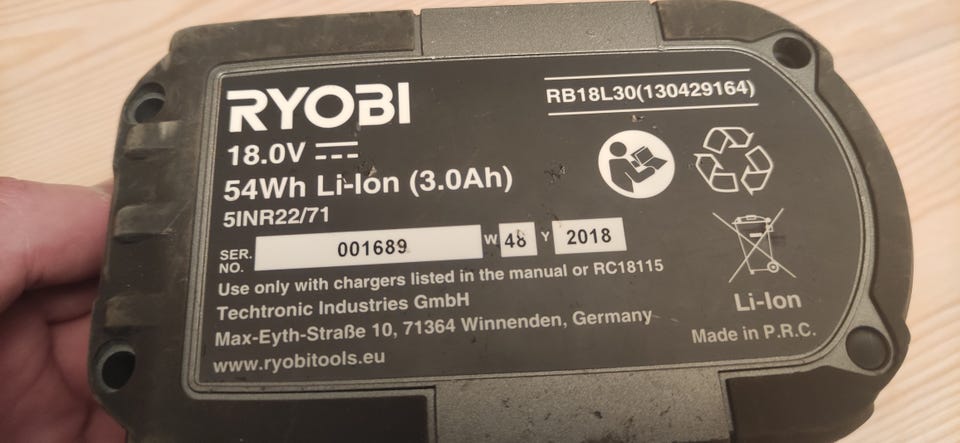 RYOBI
RB18L30(130429164)
18.0V
54Wh Li-Ion (3.0Ah)
5INR22/71
SER. NO. 001689 W 48 Y 2018
Use only with chargers listed in the manual or RC18115
Techtronic Industries GmbH
Max-Eyth-Straße 10, 71364 Winnenden, Germany
www.ryobitools.eu
Li-Ion
Made in P.R.C.